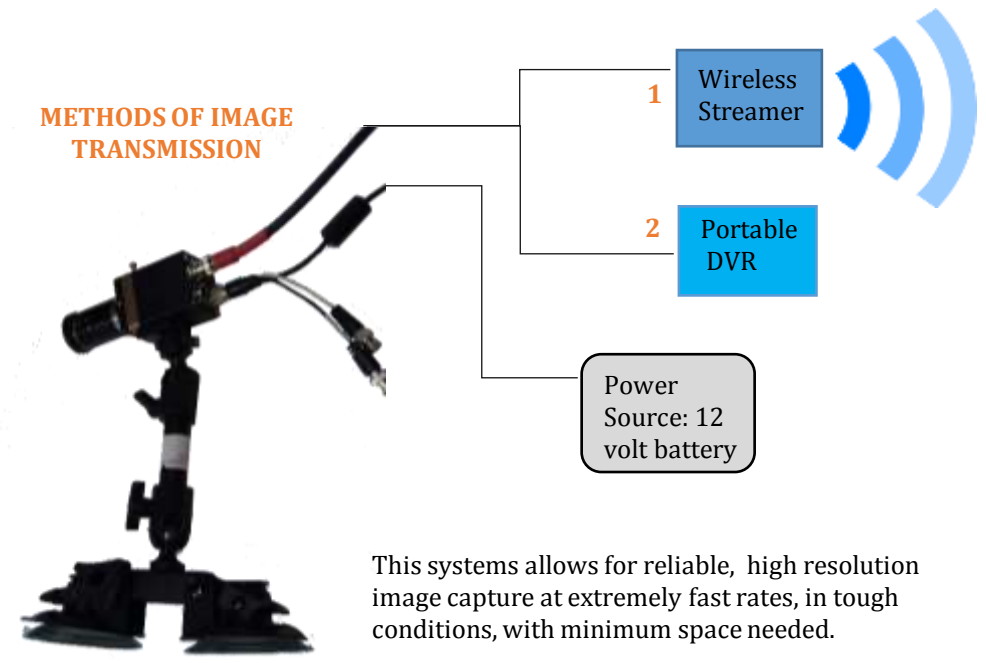 METHODS OF IMAGE
TRANSMISSION
1
Wireless
Streamer
2
Portable
DVR
Power
Source: 12
volt battery
This systems allows for reliable, high resolution
image capture at extremely fast rates, in tough
conditions, with minimum space needed.